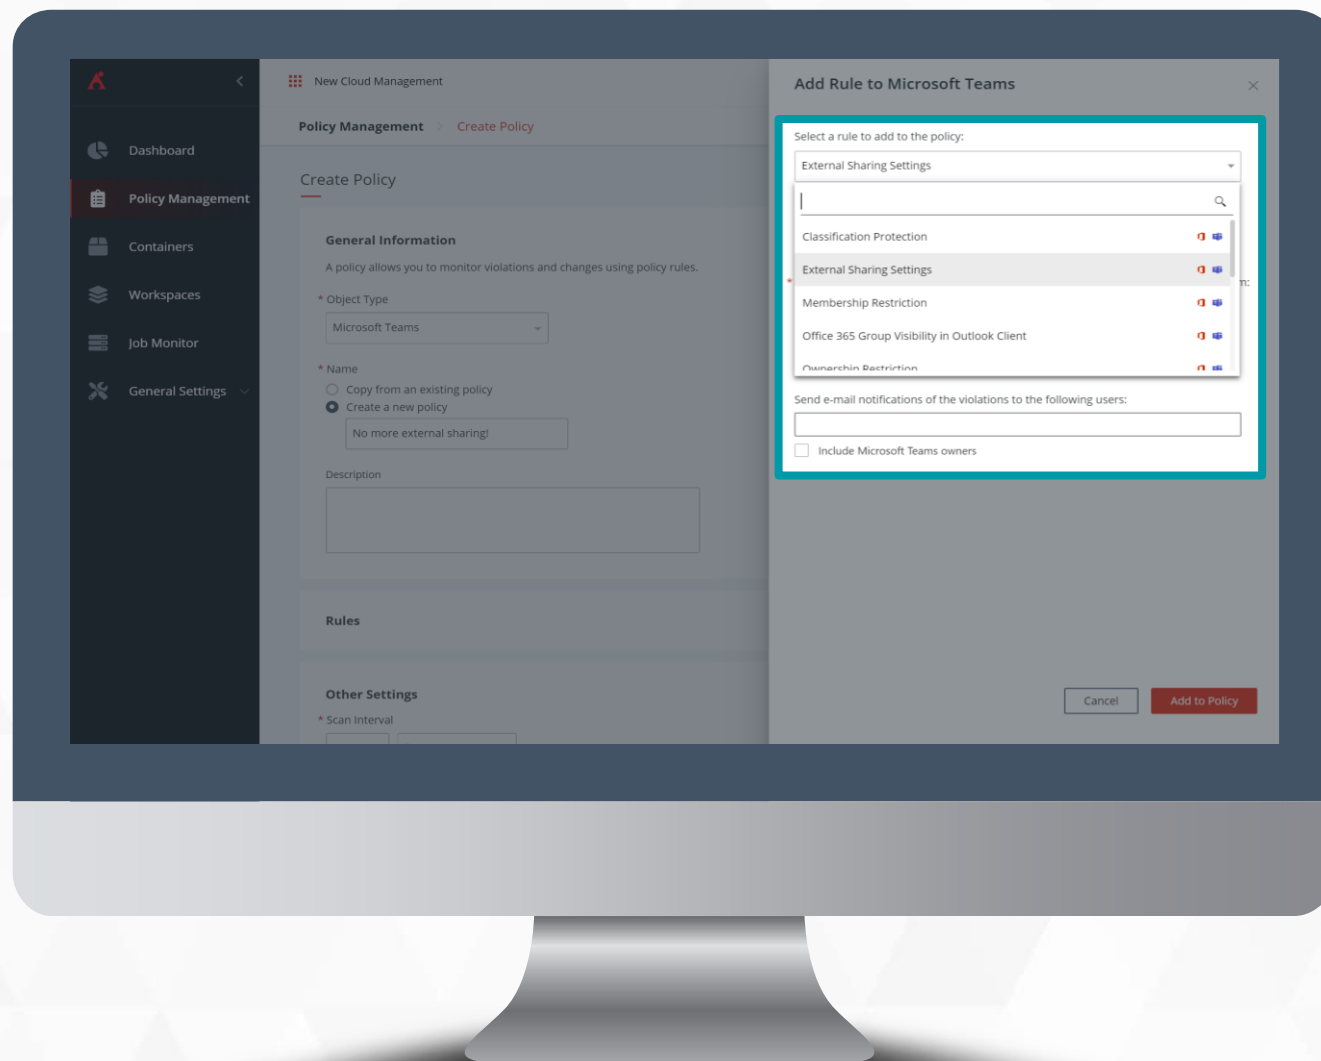 New Cloud Management
Policy Management > Create Policy
Dashboard
Policy Management
Containers
Workspaces
Job Monitor
General Settings
Create Policy
General Information
A policy allows you to monitor violations and changes using policy rules.
* Object Type
Microsoft Teams
* Name
Copy from an existing policy
Create a new policy
No more external sharing!
Description
Rules
Other Settings
* Scan Interval
Add Rule to Microsoft Teams
Select a rule to add to the policy:
External Sharing Settings
Classification Protection
External Sharing Settings
*
Membership Restriction
Office 365 Group Visibility in Outlook Client
Ownership Restriction
Send e-mail notifications of the violations to the following users:
Include Microsoft Teams owners
Cancel
Add to Policy